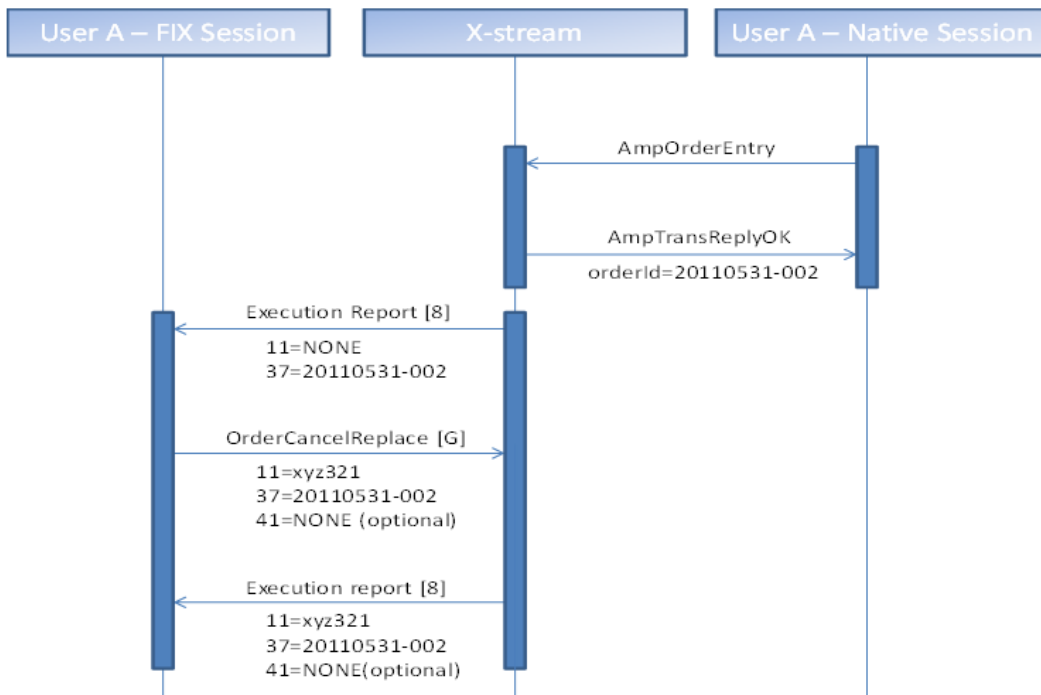 User A – FIX Session
X-stream
User A – Native Session
AmpOrderEntry
AmpTransReplyOK
orderId=20110531-002
Execution Report [8]
11=NONE
37=20110531-002
OrderCancelReplace [G]
11=xyz321
37=20110531-002
41=NONE (optional)
Execution report [8]
11=xyz321
37=20110531-002
41=NONE(optional)